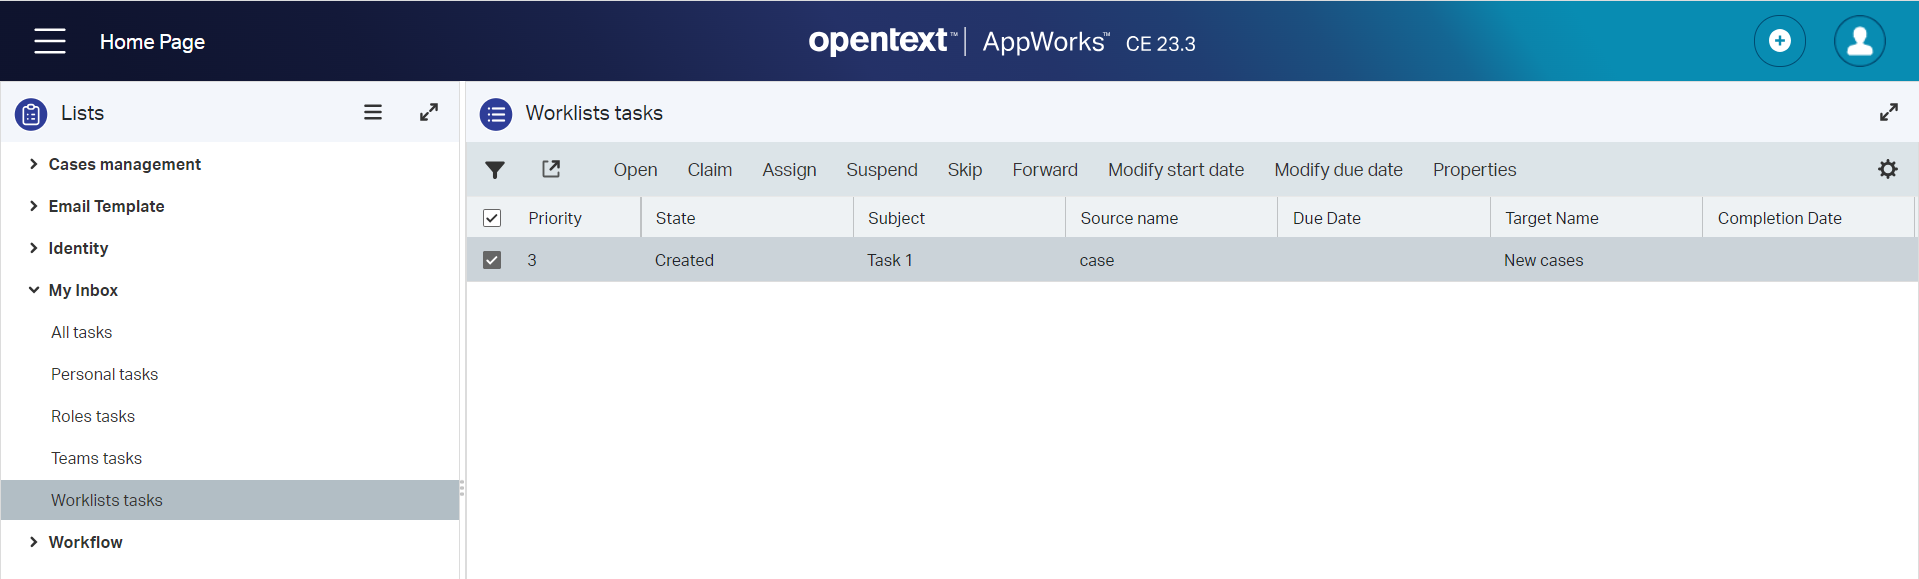 Home Page
opentext™ | AppWorks™ CE 23.3
Lists
Cases management
Email Template
Identity
My Inbox
All tasks
Personal tasks
Roles tasks
Teams tasks
Worklists tasks
Workflow
Worklists tasks
Open Claim Assign Suspend Skip Forward Modify start date Modify due date Properties
Priority State Subject Source name Due Date Target Name Completion Date
3 Created Task 1 case New cases